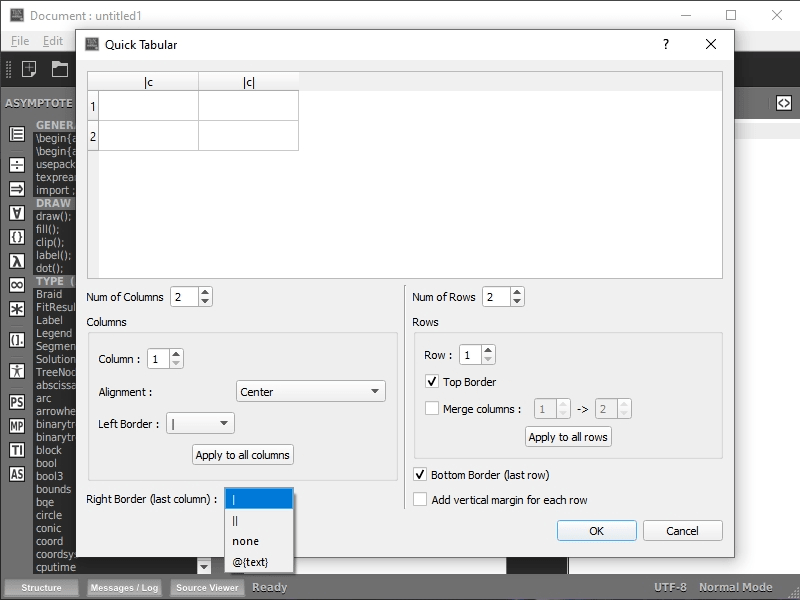 Document : untitled1
File Edit
Quick Tabular
?
|c |c|
1
2
ASYMPTOTE
GENER
\begin{a
\begin{a
usepack
texprear
import ;
DRAW
draw();
fill();
clip();
label();
dot();
TYPE (
Braid
FitResul
Label
Legend
Segmen
Solution
TreeNod
abscissa
arc
arrowhe
binarytr
binarytr
block
bool
bool3
bounds
bqe
circle
conic
coord
coordsy
cputime
PS
MP
TI
AS
Num of Columns 2
Columns
Column : 1
Alignment : Center
Left Border : |
Apply to all columns
Right Border (last column) : |
||
none
@{text}
Num of Rows 2
Rows
Row : 1
Top Border
Merge columns : 1 -> 2
Apply to all rows
Bottom Border (last row)
Add vertical margin for each row
OK Cancel
Structure Messages / Log Source Viewer Ready UTF-8 Normal Mode